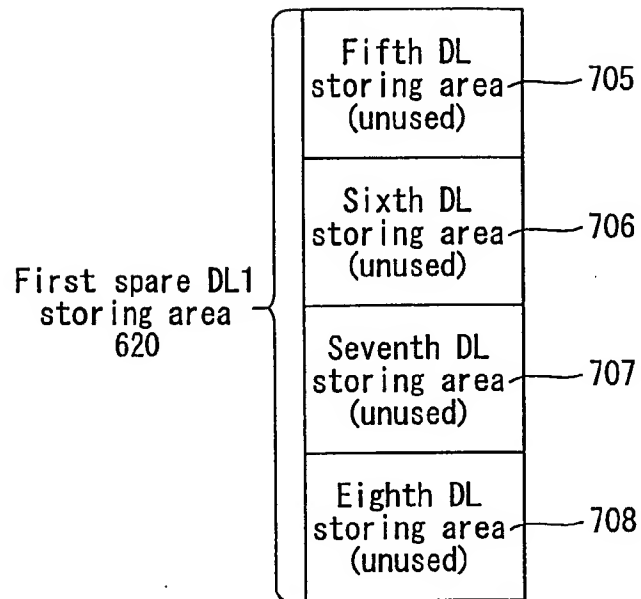 First spare DL1
storing area
620
Fifth DL
storing area
(unused)
705
Sixth DL
storing area
(unused)
706
Seventh DL
storing area
(unused)
707
Eighth DL
storing area
(unused)
708